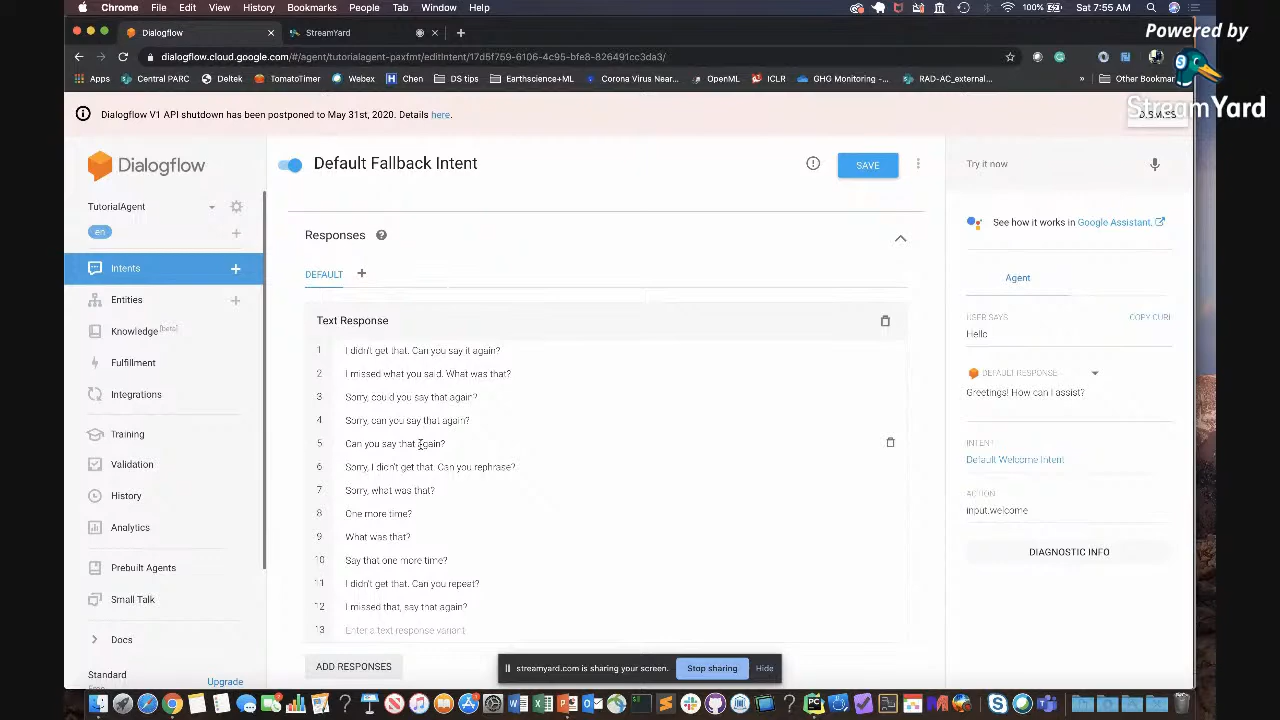 Chrome File Edit View History Bookmarks People Tab Window Help 100% Sat 7:55 AM
Powered by
StreamYard
Dialogflow
StreamYard
dialogflow.cloud.google.com/#/agent/tutorialagent-paxfmt/editIntent/17d5f759-6106-4c95-bfe8-826491cc3da3/
Apps Central PARC Deltek TomatoTimer Webex Chen DS tips Earthscience+ML Corona Virus Near... OpenML ICLR GHG Monitoring -... RAD-AC_external... » Other Bookmar
Dialogflow V1 API shutdown has been postponed to May 31st, 2020. Details here.
DISMISS
Dialogflow
Default Fallback Intent
SAVE
Try it now
TutorialAgent
en
See how it works in Google Assistant.
Responses
DEFAULT
Intents
Agent
Entities
Knowledge [beta]
Fulfillment
Integrations
Training
Validation
History
Analytics
Prebuilt Agents
Small Talk
Docs
Standard
Free
Upgrade
Text Response
1 I didn't get that. Can you say it again?
2 I missed what you said. What was that?
3 Sorry, could you say that again?
4 Sorry, can you say that again?
5 Can you say that again?
6 Sorry, I didn't get that. Can you rephrase?
7 Sorry, what was that?
8 One more time?
9 What was that?
Say that one more time?
I didn't get that. Can you repeat?
12 I missed that, say that again?
Enter a text response variant
ADD RESPONSES
USER SAYS COPY CURL
Hello
DEFAULT RESPONSE
Greetings! How can I assist?
INTENT
Default Welcome Intent
ACTION
input.welcome
DIAGNOSTIC INFO
streamyard.com is sharing your screen. Stop sharing Hide